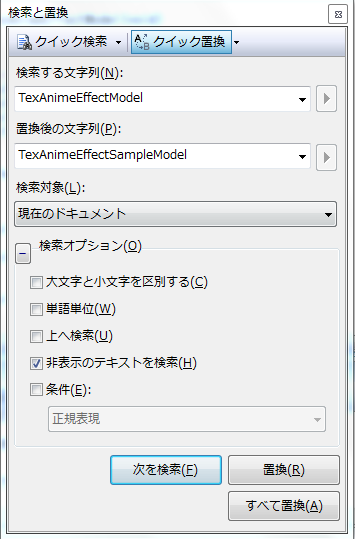 検索と置換
クイック検索 クイック置換
検索する文字列(N):
TexAnimeEffectModel
置換後の文字列(P):
TexAnimeEffectSampleModel
検索対象(L):
現在のドキュメント
検索オプション(O)
大文字と小文字を区別する(C)
単語単位(W)
上へ検索(U)
非表示のテキストを検索(H)
条件(E):
正規表現
次を検索(F) 置換(R)
すべて置換(A)